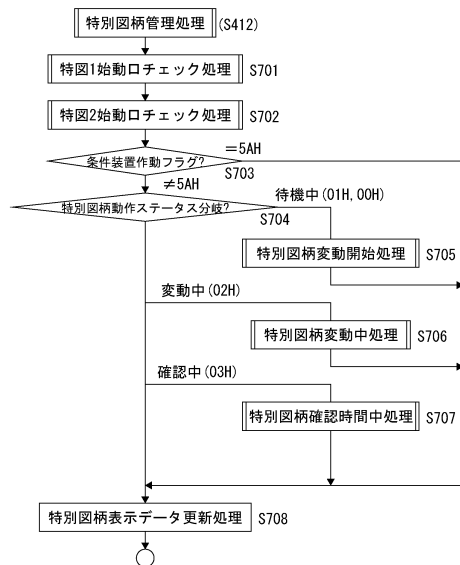 特別図柄管理処理 (S412)
特図1始動口チェック処理 S701
特図2始動口チェック処理 S702
=5AH
条件装置作動フラグ?
S703
≠5AH
待機中(01H,00H)
特別図柄動作ステータス分岐?
S704
特別図柄変動開始処理 S705
変動中(02H)
特別図柄変動中処理 S706
確認中(03H)
特別図柄確認時間中処理 S707
特別図柄表示データ更新処理 S708